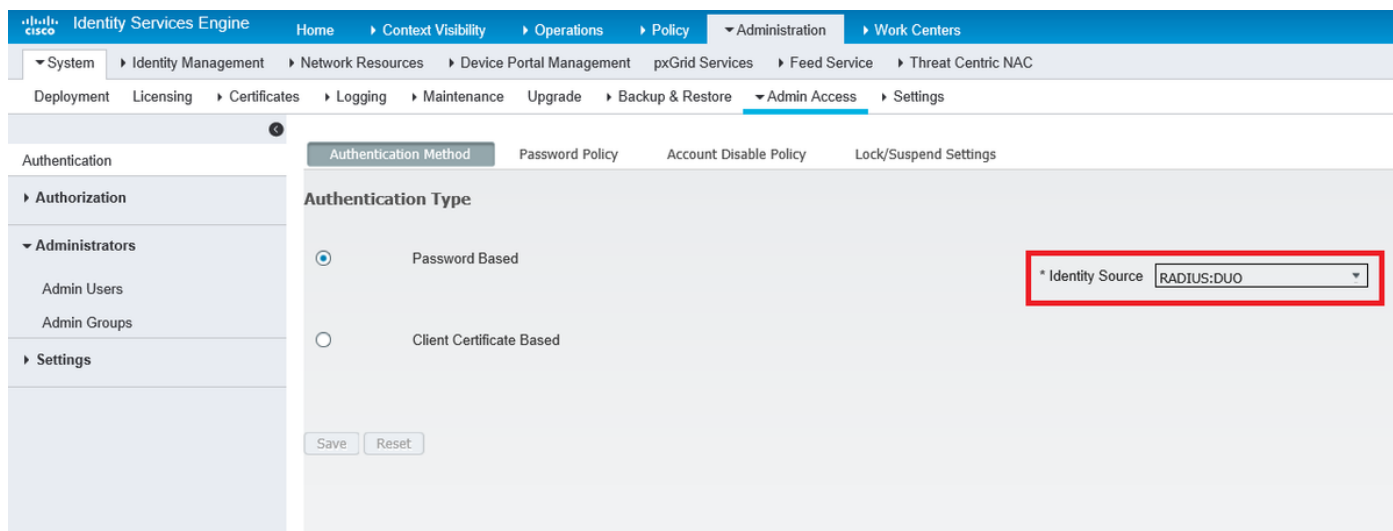 cisco Identity Services Engine Home Context Visibility Operations Policy Administration Work Centers
System Identity Management Network Resources Device Portal Management pxGrid Services Feed Service Threat Centric NAC
Deployment Licensing Certificates Logging Maintenance Upgrade Backup & Restore Admin Access Settings
Authentication
Authorization
Administrators
Admin Users
Admin Groups
Settings
Authentication Method Password Policy Account Disable Policy Lock/Suspend Settings
Authentication Type
Password Based
* Identity Source RADIUS:DUO
Client Certificate Based
Save Reset